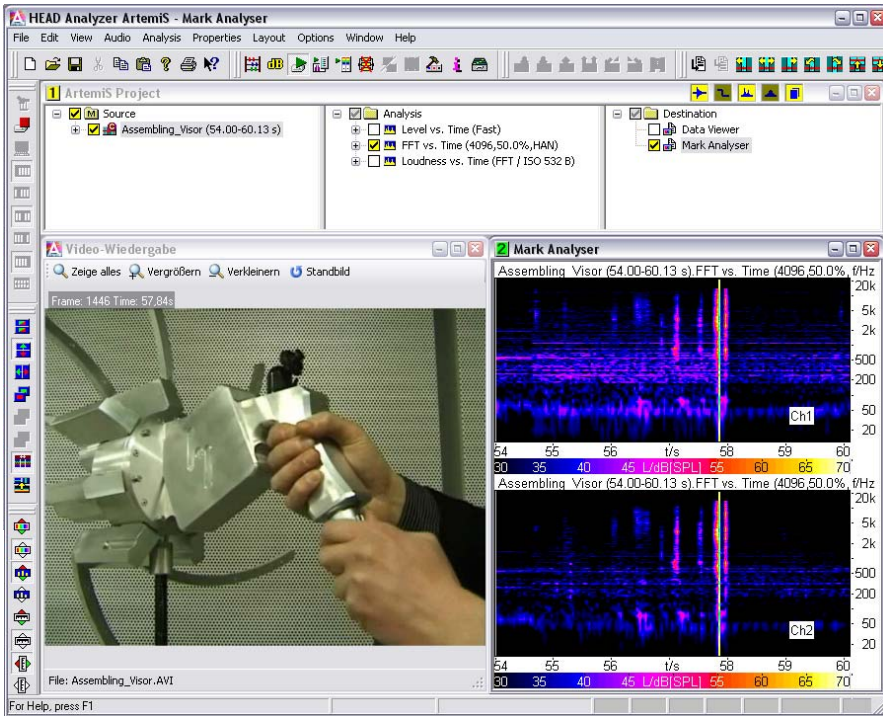 HEAD Analyzer ArtemiS - Mark Analyser
File Edit View Audio Analysis Properties Layout Options Window Help
1 ArtemiS Project
M Source
Assembling_Visor (54.00-60.13 s)
Analysis
Level vs. Time (Fast)
FFT vs. Time (4096,50.0%,HAN)
Loudness vs. Time (FFT / ISO 532 B)
Destination
Data Viewer
Mark Analyser
Video-Wiedergabe
Zeige alles Vergrößern Verkleinern Standbild
Frame: 1446 Time: 57,84s
File: Assembling_Visor.AVI
2 Mark Analyser
Assembling Visor (54.00-60.13 s).FFT vs. Time (4096,50.0%, f/Hz
20k
5k
2k
500
200
50
20
Ch1
54 55 56 t/s 58 59 60
30 35 40 45 L/dB[SPL] 55 60 65 70
Assembling Visor (54.00-60.13 s).FFT vs. Time (4096,50.0%, f/Hz
20k
5k
2k
500
200
50
20
Ch2
54 55 56 t/s 58 59 60
30 35 40 45 L/dB[SPL] 55 60 65 70
For Help, press F1